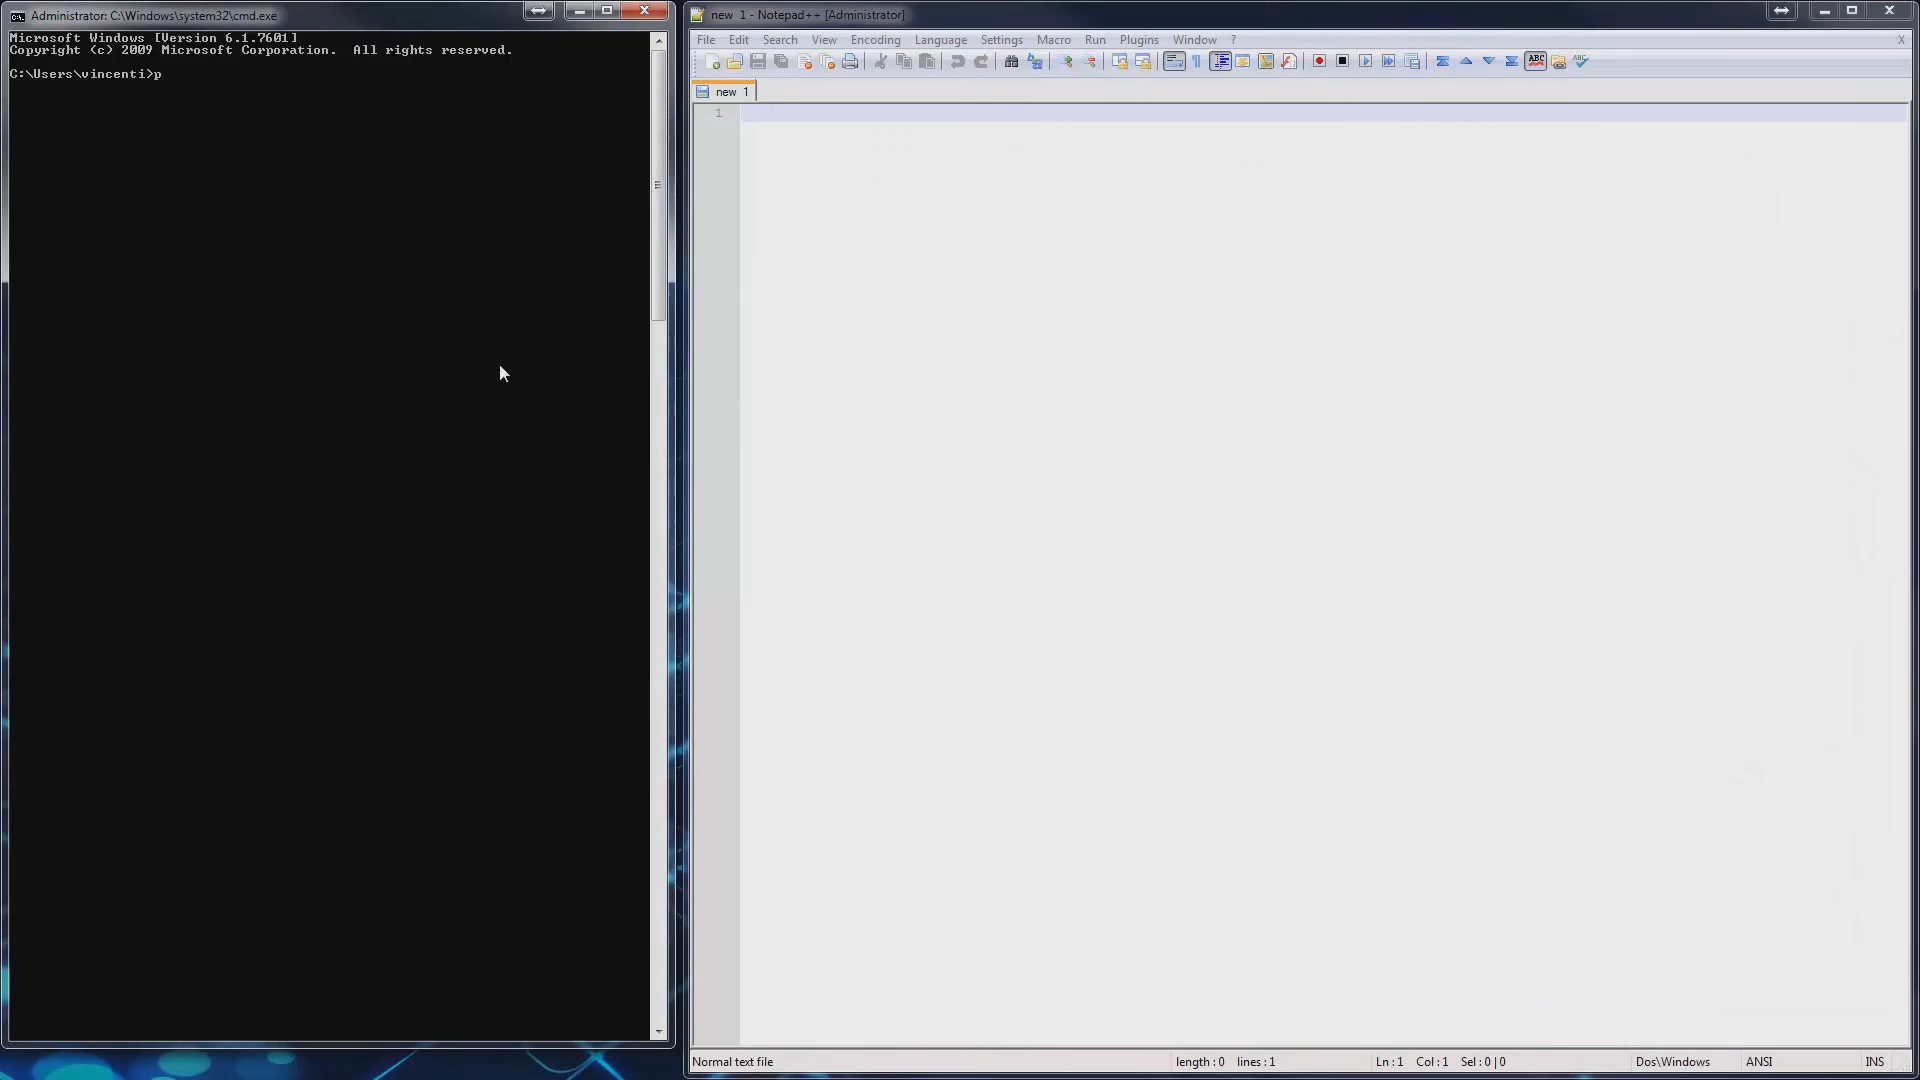 Administrator: C:\Windows\system32\cmd.exe
Microsoft Windows [Version 6.1.7601]
Copyright (c) 2009 Microsoft Corporation.  All rights reserved.
C:\Users\vincenti>p
new  1 - Notepad++ [Administrator]
File Edit Search View Encoding Language Settings Macro Run Plugins Window ? X
new  1
1
Normal text file length : 0 lines : 1 Ln : 1 Col : 1 Sel : 0 | 0 Dos\Windows ANSI INS